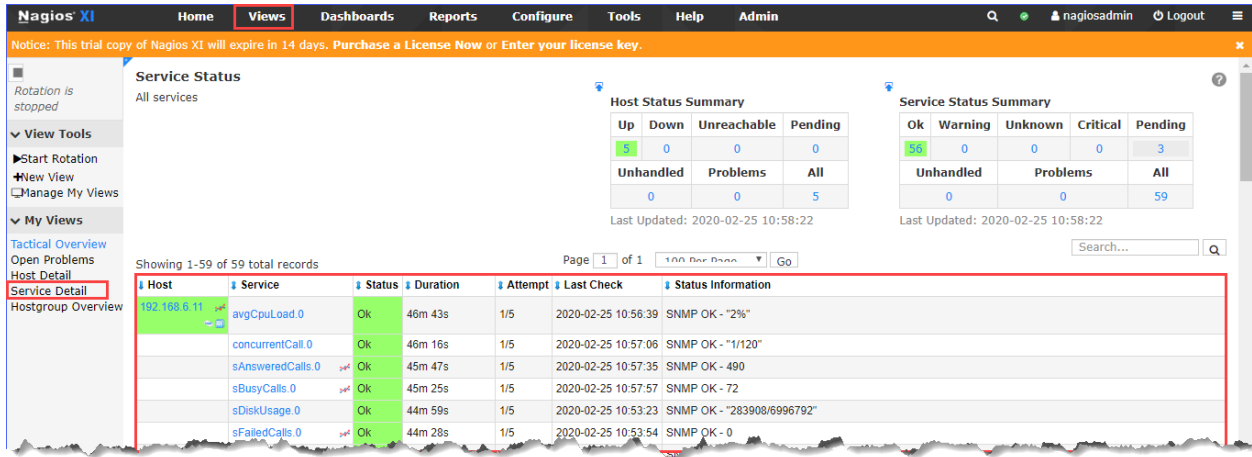 Nagios XI Home Views Dashboards Reports Configure Tools Help Admin nagiosadmin Logout
Notice: This trial copy of Nagios XI will expire in 14 days. Purchase a License Now or Enter your license key.
Rotation is
stopped
View Tools
Start Rotation
New View
Manage My Views
My Views
Tactical Overview
Open Problems
Host Detail
Service Detail
Hostgroup Overview
Service Status
All services
Host Status Summary
Up Down Unreachable Pending
5 0 0 0
Unhandled Problems All
0 0 5
Last Updated: 2020-02-25 10:58:22
Service Status Summary
Ok Warning Unknown Critical Pending
56 0 0 0 3
Unhandled Problems All
0 0 59
Last Updated: 2020-02-25 10:58:22
Search...
Showing 1-59 of 59 total records
Page 1 of 1 100 Per Page Go
Host Service Status Duration Attempt Last Check Status Information
192.168.6.11 avgCpuLoad.0 Ok 46m 43s 1/5 2020-02-25 10:56:39 SNMP OK - "2%"
concurrentCall.0 Ok 46m 16s 1/5 2020-02-25 10:57:06 SNMP OK - "1/120"
sAnsweredCalls.0 Ok 45m 47s 1/5 2020-02-25 10:57:35 SNMP OK - 490
sBusyCalls.0 Ok 45m 25s 1/5 2020-02-25 10:57:57 SNMP OK - 72
sDiskUsage.0 Ok 44m 59s 1/5 2020-02-25 10:53:23 SNMP OK - "283908/6996792"
sFailedCalls.0 Ok 44m 28s 1/5 2020-02-25 10:53:54 SNMP OK - 0